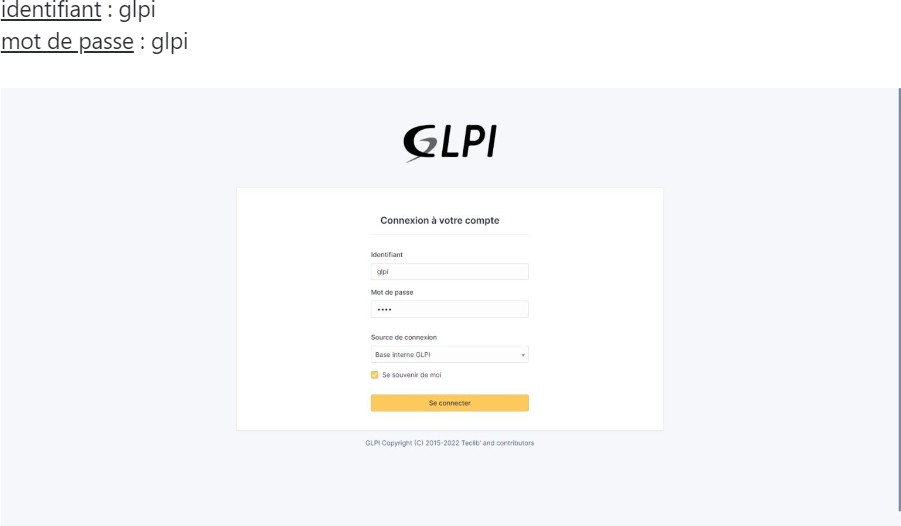 identifiant : glpi
mot de passe : glpi
GLPI
Connexion à votre compte
Identifiant
glpi
Mot de passe
••••
Source de connexion
Base interne GLPI
Se souvenir de moi
Se connecter
GLPI Copyright (C) 2015-2022 Teclib' and contributors